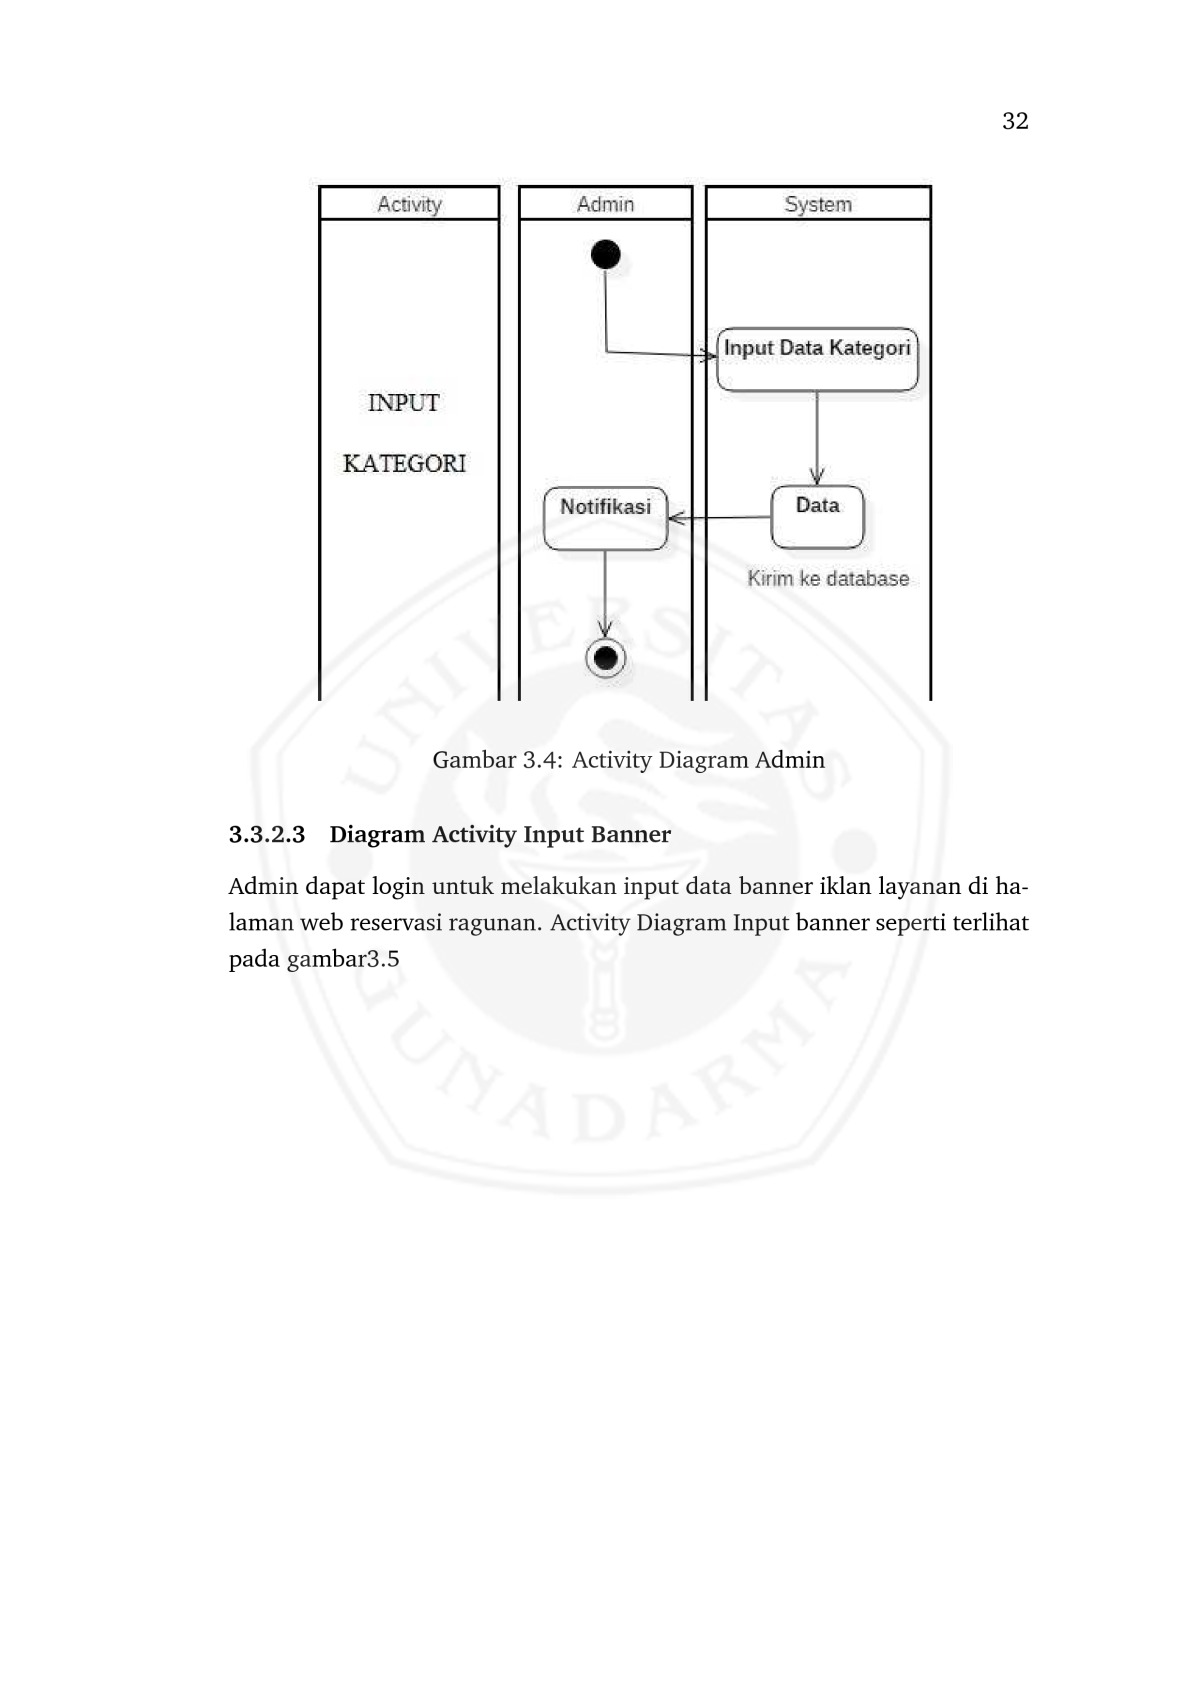 32
Activity
Admin
System
Input Data Kategori
INPUT
KATEGORI
Notifikasi
Data
Kirim ke database
UNIVERSITAS
GUNADARMA
Gambar 3.4: Activity Diagram Admin
3.3.2.3 Diagram Activity Input Banner
Admin dapat login untuk melakukan input data banner iklan layanan di ha-
laman web reservasi ragunan. Activity Diagram Input banner seperti terlihat
pada gambar3.5